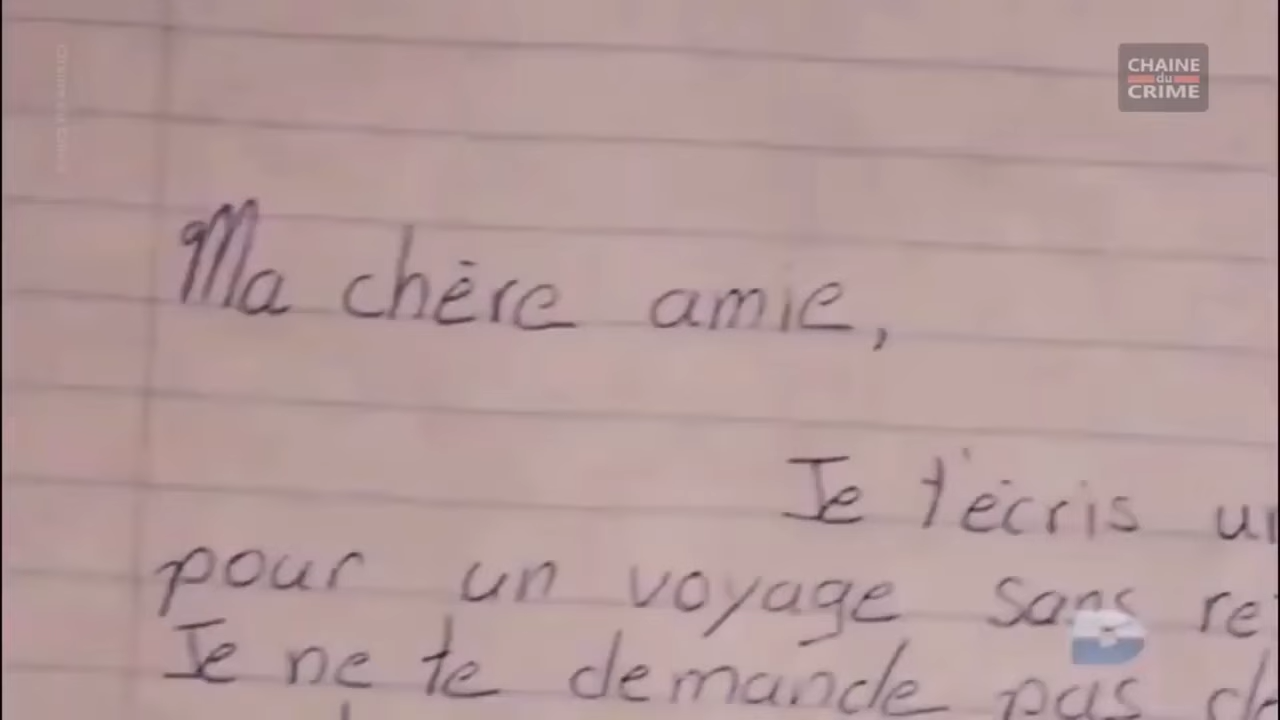 CHAINE
du
CRIME
Ma chère amie,
Je t'écris
pour un voyage sans
Je ne te demande pas